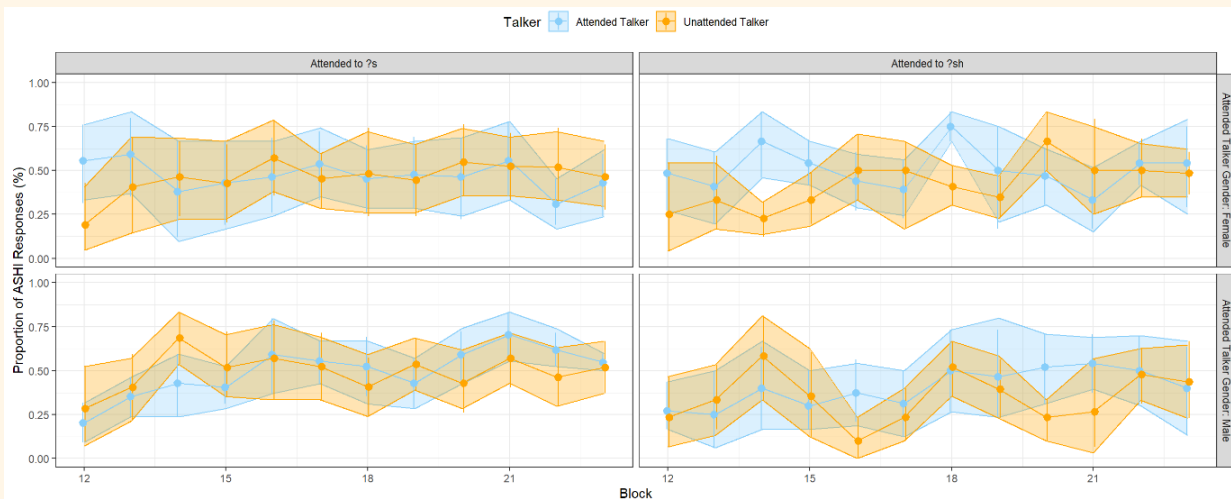 Talker Attended Talker Unattended Talker
Attended to ?s
Attended to ?sh
1.00
0.75
0.50
0.25
0.00
Attended Talker Gender: Female
1.00
0.75
0.50
0.25
0.00
Attended Talker Gender: Male
Proportion of ASHI Responses (%)
12 15 18 21
12 15 18 21
Block